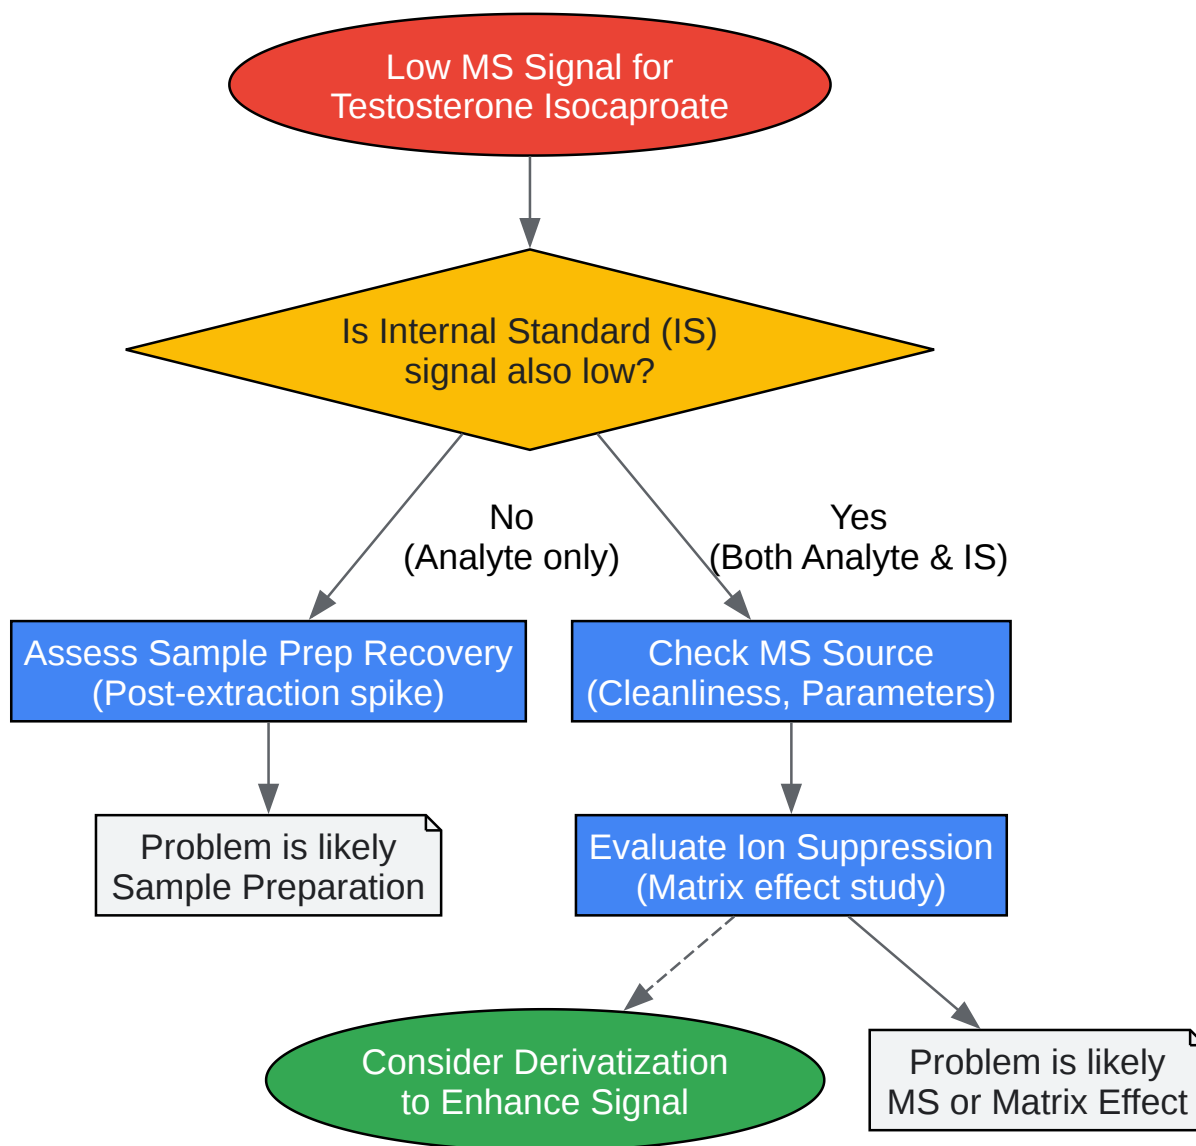 Low MS Signal for
Testosterone Isocaproate
Is Internal Standard (IS)
signal also low?
No
(Analyte only)
Yes
(Both Analyte & IS)
Assess Sample Prep Recovery
(Post-extraction spike)
Check MS Source
(Cleanliness, Parameters)
Problem is likely
Sample Preparation
Evaluate Ion Suppression
(Matrix effect study)
Consider Derivatization
to Enhance Signal
Problem is likely
MS or Matrix Effect